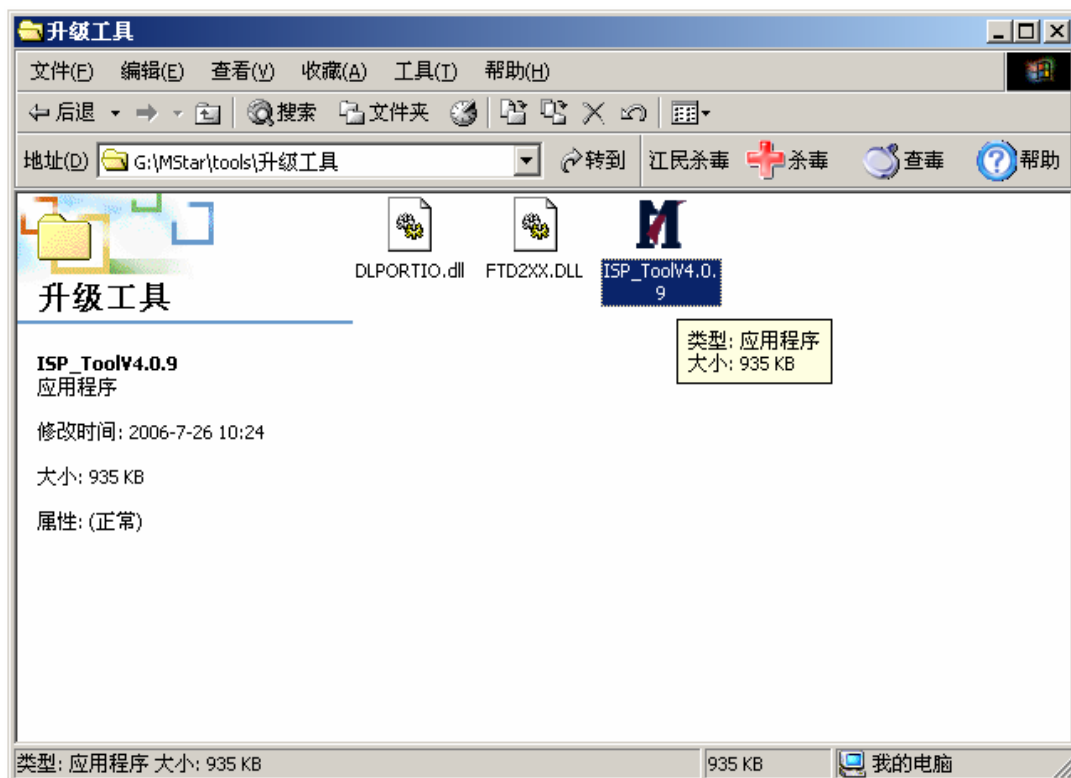 升级工具
文件(F) 编辑(E) 查看(V) 收藏(A) 工具(T) 帮助(H)
后退 搜索 文件夹
地址(D) G:\MStar\tools\升级工具 转到 江民杀毒 杀毒 查毒 帮助
升级工具
DLPORTIO.dll FTD2XX.DLL ISP_ToolV4.0.
9
类型: 应用程序
大小: 935 KB
ISP_ToolV4.0.9
应用程序
修改时间: 2006-7-26 10:24
大小: 935 KB
属性: (正常)
类型: 应用程序 大小: 935 KB 935 KB 我的电脑